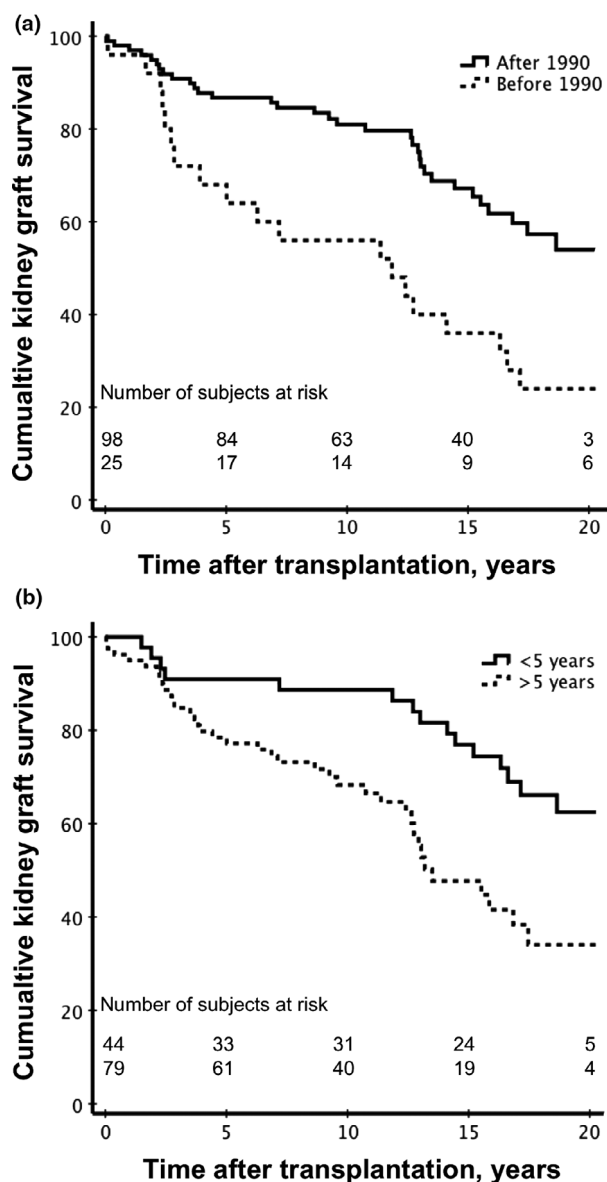 (a)
100
80
60
40
20
0
Cumualtive kidney graft survival
After 1990
Before 1990
Number of subjects at risk
98 84 63 40 3
25 17 14 9 6
0 5 10 15 20
Time after transplantation, years
(b)
100
80
60
40
20
0
Cumualtive kidney graft survival
<5 years
>5 years
Number of subjects at risk
44 33 31 24 5
79 61 40 19 4
0 5 10 15 20
Time after transplantation, years